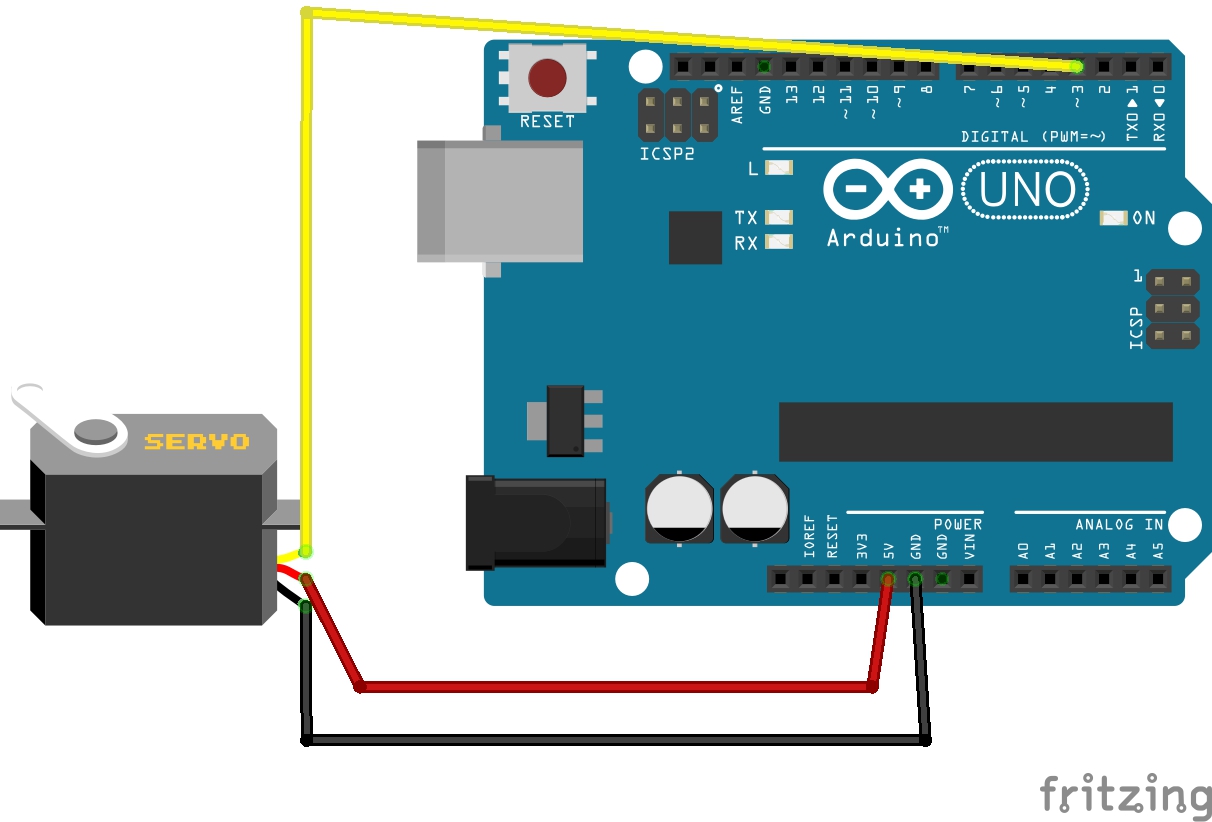 RESET
ICSP2
AREF
GND
13
12
~11
~10
~9
8
7
~6
~5
4
~3
2
TX0 1
RX0 0
DIGITAL (PWM=~)
L
TX
RX
UNO
ON
Arduino™
1
ICSP
SERVO
IOREF
RESET
3V3
5V
GND
GND
VIN
POWER
ANALOG IN
A0
A1
A2
A3
A4
A5
fritzing